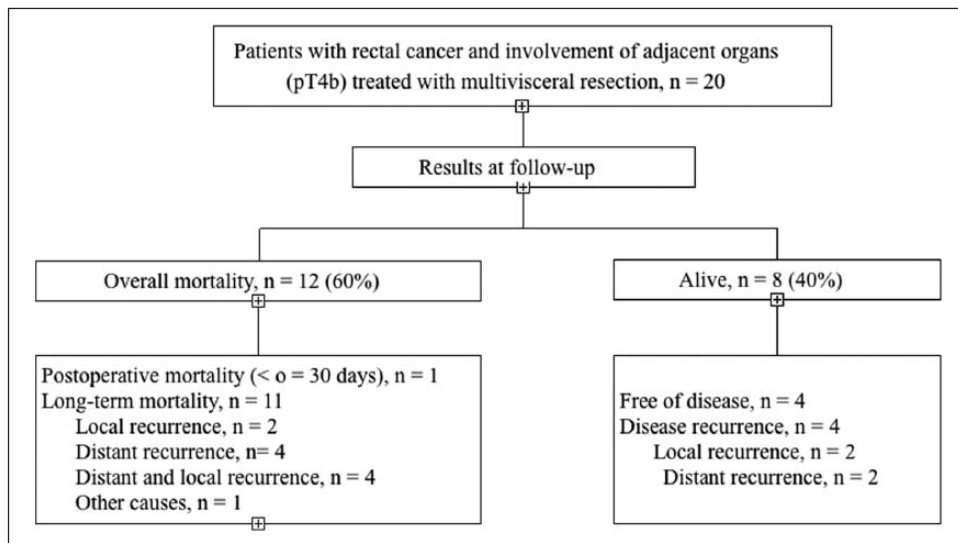 Patients with rectal cancer and involvement of adjacent organs
(pT4b) treated with multivisceral resection, n = 20
Results at follow-up
Overall mortality, n = 12 (60%)
Alive, n = 8 (40%)
Postoperative mortality (< o = 30 days), n = 1
Long-term mortality, n = 11
Local recurrence, n = 2
Distant recurrence, n= 4
Distant and local recurrence, n = 4
Other causes, n = 1
Free of disease, n = 4
Disease recurrence, n = 4
Local recurrence, n = 2
Distant recurrence, n = 2